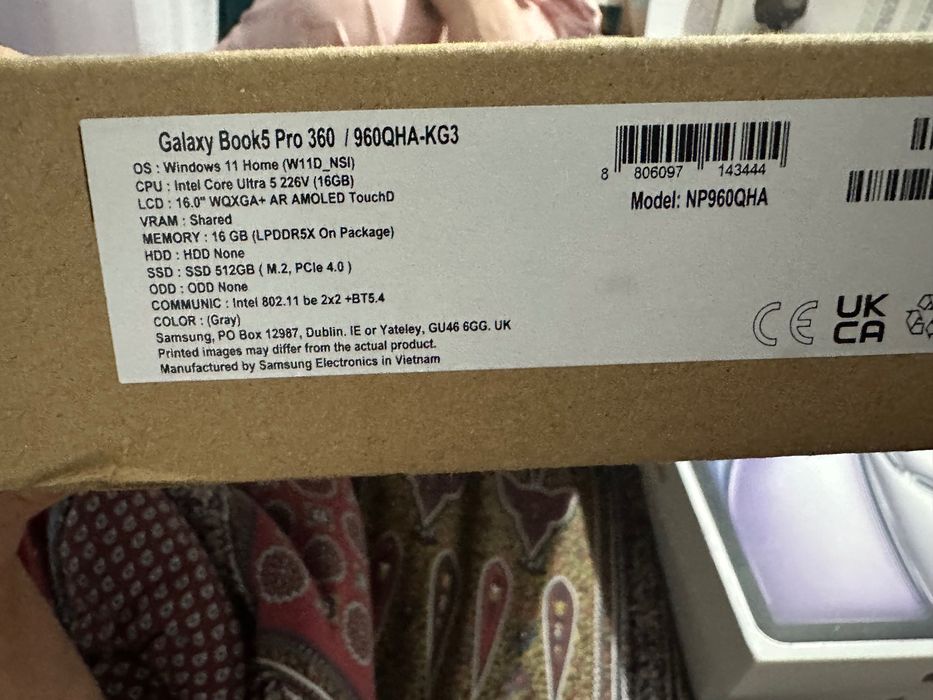 Galaxy Book5 Pro 360 / 960QHA-KG3
OS : Windows 11 Home (W11D_NSI)
CPU : Intel Core Ultra 5 226V (16GB)
LCD : 16.0" WQXGA+ AR AMOLED TouchD
VRAM : Shared
MEMORY : 16 GB (LPDDR5X On Package)
HDD : HDD None
SSD : SSD 512GB ( M.2, PCIe 4.0 )
ODD : ODD None
COMMUNIC : Intel 802.11 be 2x2 +BT5.4
COLOR : (Gray)
Samsung, PO Box 12987, Dublin. IE or Yateley, GU46 6GG. UK
Printed images may differ from the actual product.
Manufactured by Samsung Electronics in Vietnam
8 806097 143444
Model: NP960QHA
CE
UK
CA